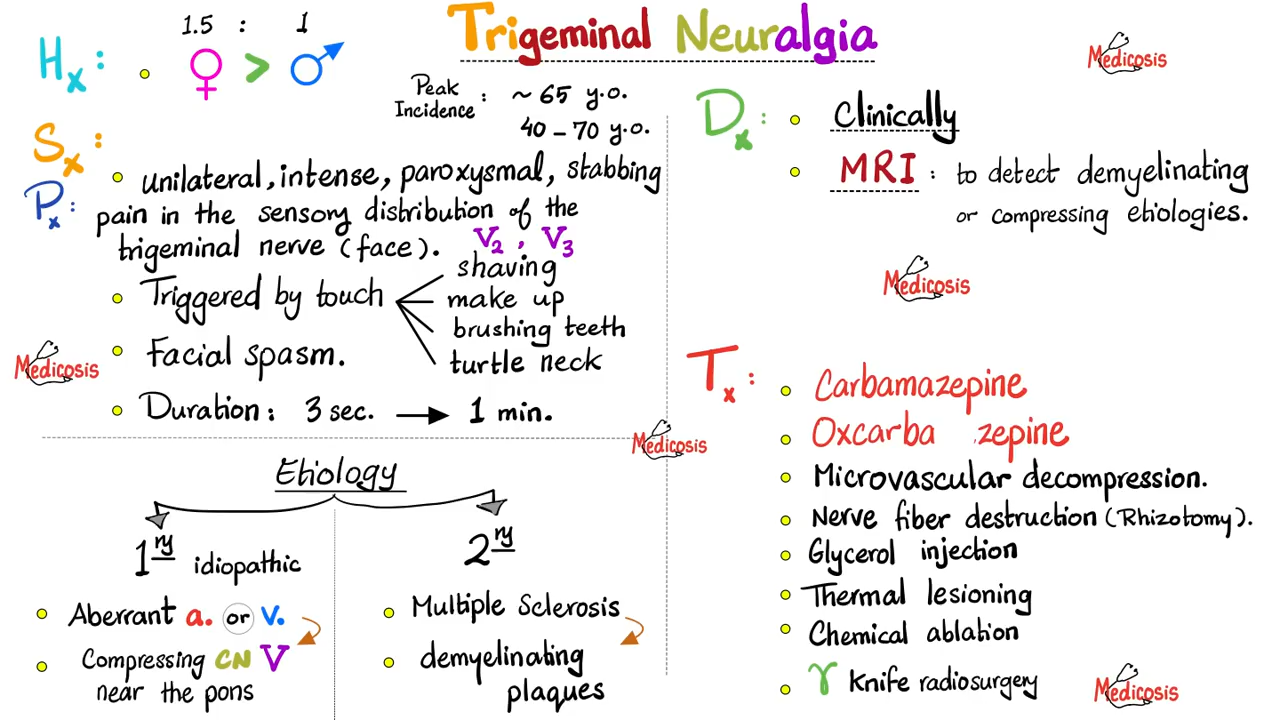 Trigeminal Neuralgia
Hx:
1.5 : 1
♀ > ♂
Peak Incidence: ~ 65 y.o.
40 – 70 y.o.
Sx:
Px:
unilateral, intense, paroxysmal, stabbing
pain in the sensory distribution of the
trigeminal nerve (face). V2, V3
Triggered by touch
shaving
make up
brushing teeth
turtle neck
Facial spasm.
Duration: 3 sec. → 1 min.
Medicosis
Etiology
1ry idiopathic
Aberrant a. or v.
Compressing CN V
near the pons
2ry
Multiple Sclerosis
demyelinating
plaques
Medicosis
Dx:
Clinically
MRI: to detect demyelinating
or compressing etiologies.
Medicosis
Medicosis
Tx:
Carbamazepine
Oxcarba zepine
Microvascular decompression.
Nerve fiber destruction (Rhizotomy).
Glycerol injection
Thermal lesioning
Chemical ablation
γ Knife radiosurgery
Medicosis